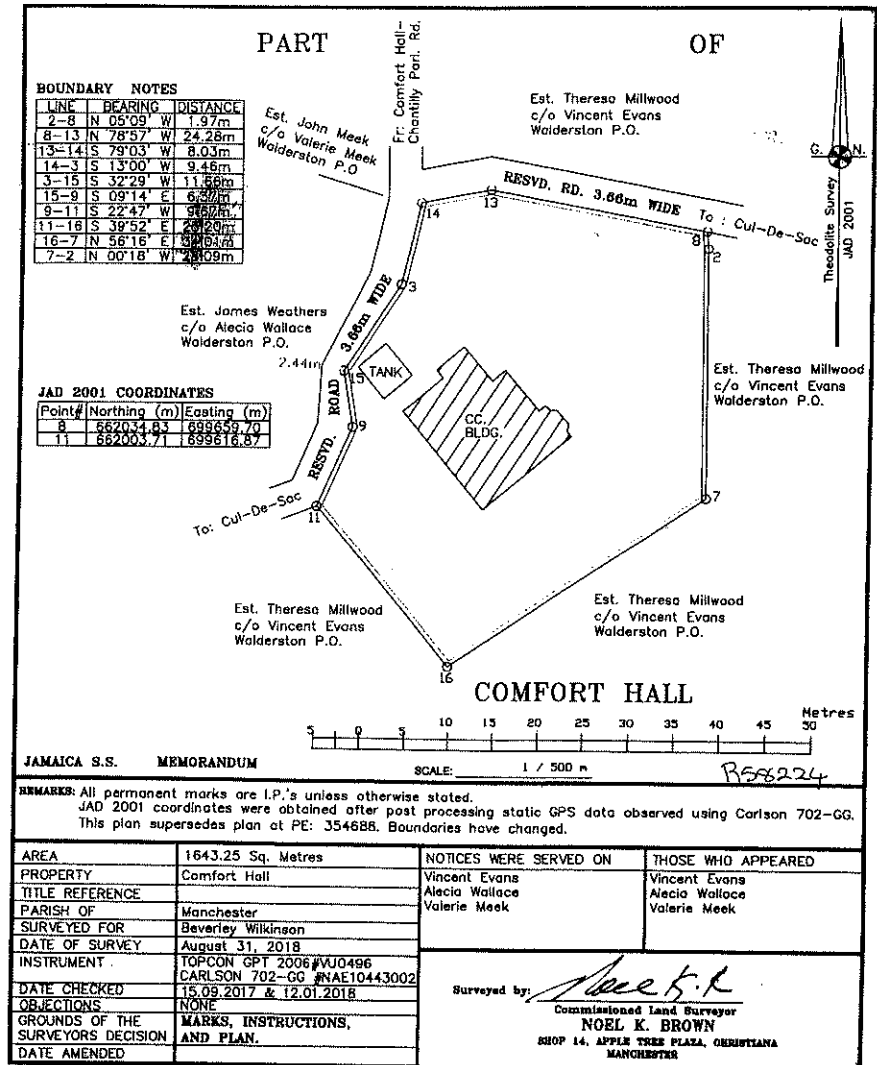 PART OF
BOUNDARY NOTES
LINE BEARING DISTANCE
2-8 N 05°09' W 1.97m
8-13 N 78°57' W 24.28m
13-14 S 79°03' W 8.03m
14-3 S 13°00' W 9.46m
3-15 S 32°29' W
15-9 S 09°14' E
9-11 S 22°47' W
11-16 S 39°52' E
16-7 N 56°16' E
7-2 N 00°18' W
Est. John Meek
c/o Valerie Meek
Walderston P.O.
Fr: Comfort Hall-
Chantilly Parl. Rd.
Est. Theresa Millwood
c/o Vincent Evans
Walderston P.O.
G. N.
Theodolite Survey
JAD 2001
RESVD. RD. 3.66m WIDE
To : Cul-De-Sac
14
13
8
2
3
Est. James Weathers
c/o Alecia Wallace
Walderston P.O.
3.66m WIDE
2.44m
15
TANK
ROAD
RESVD.
CC.
BLDG.
Est. Theresa Millwood
c/o Vincent Evans
Walderston P.O.
JAD 2001 COORDINATES
Point# Northing (m) Easting (m)
8 662034.83 699659.70
11 662003.71 699616.87
9
7
To: Cul-De-Sac
11
Est. Theresa Millwood
c/o Vincent Evans
Walderston P.O.
Est. Theresa Millwood
c/o Vincent Evans
Walderston P.O.
16
COMFORT HALL
Metres
5 0 5 10 15 20 25 30 35 40 45 50
JAMAICA S.S. MEMORANDUM
SCALE: 1 / 500 m
R58224
REMARKS: All permanent marks are I.P.'s unless otherwise stated.
JAD 2001 coordinates were obtained after post processing static GPS data observed using Carlson 702-GG.
This plan supersedes plan at PE: 354688. Boundaries have changed.
AREA 1643.25 Sq. Metres
PROPERTY Comfort Hall
TITLE REFERENCE
PARISH OF Manchester
SURVEYED FOR Beverley Wilkinson
DATE OF SURVEY August 31, 2018
INSTRUMENT TOPCON GPT 2006 #VU0496
CARLSON 702-GG #NAE10443002
DATE CHECKED 15.09.2017 & 12.01.2018
OBJECTIONS NONE
GROUNDS OF THE SURVEYORS DECISION MARKS, INSTRUCTIONS, AND PLAN.
DATE AMENDED
NOTICES WERE SERVED ON THOSE WHO APPEARED
Vincent Evans Vincent Evans
Alecia Wallace Alecia Wallace
Valerie Meek Valerie Meek
Surveyed by: Noel K. B
Commissioned Land Surveyor
NOEL K. BROWN
SHOP 14, APPLE TREE PLAZA, CHRISTIANA
MANCHESTER